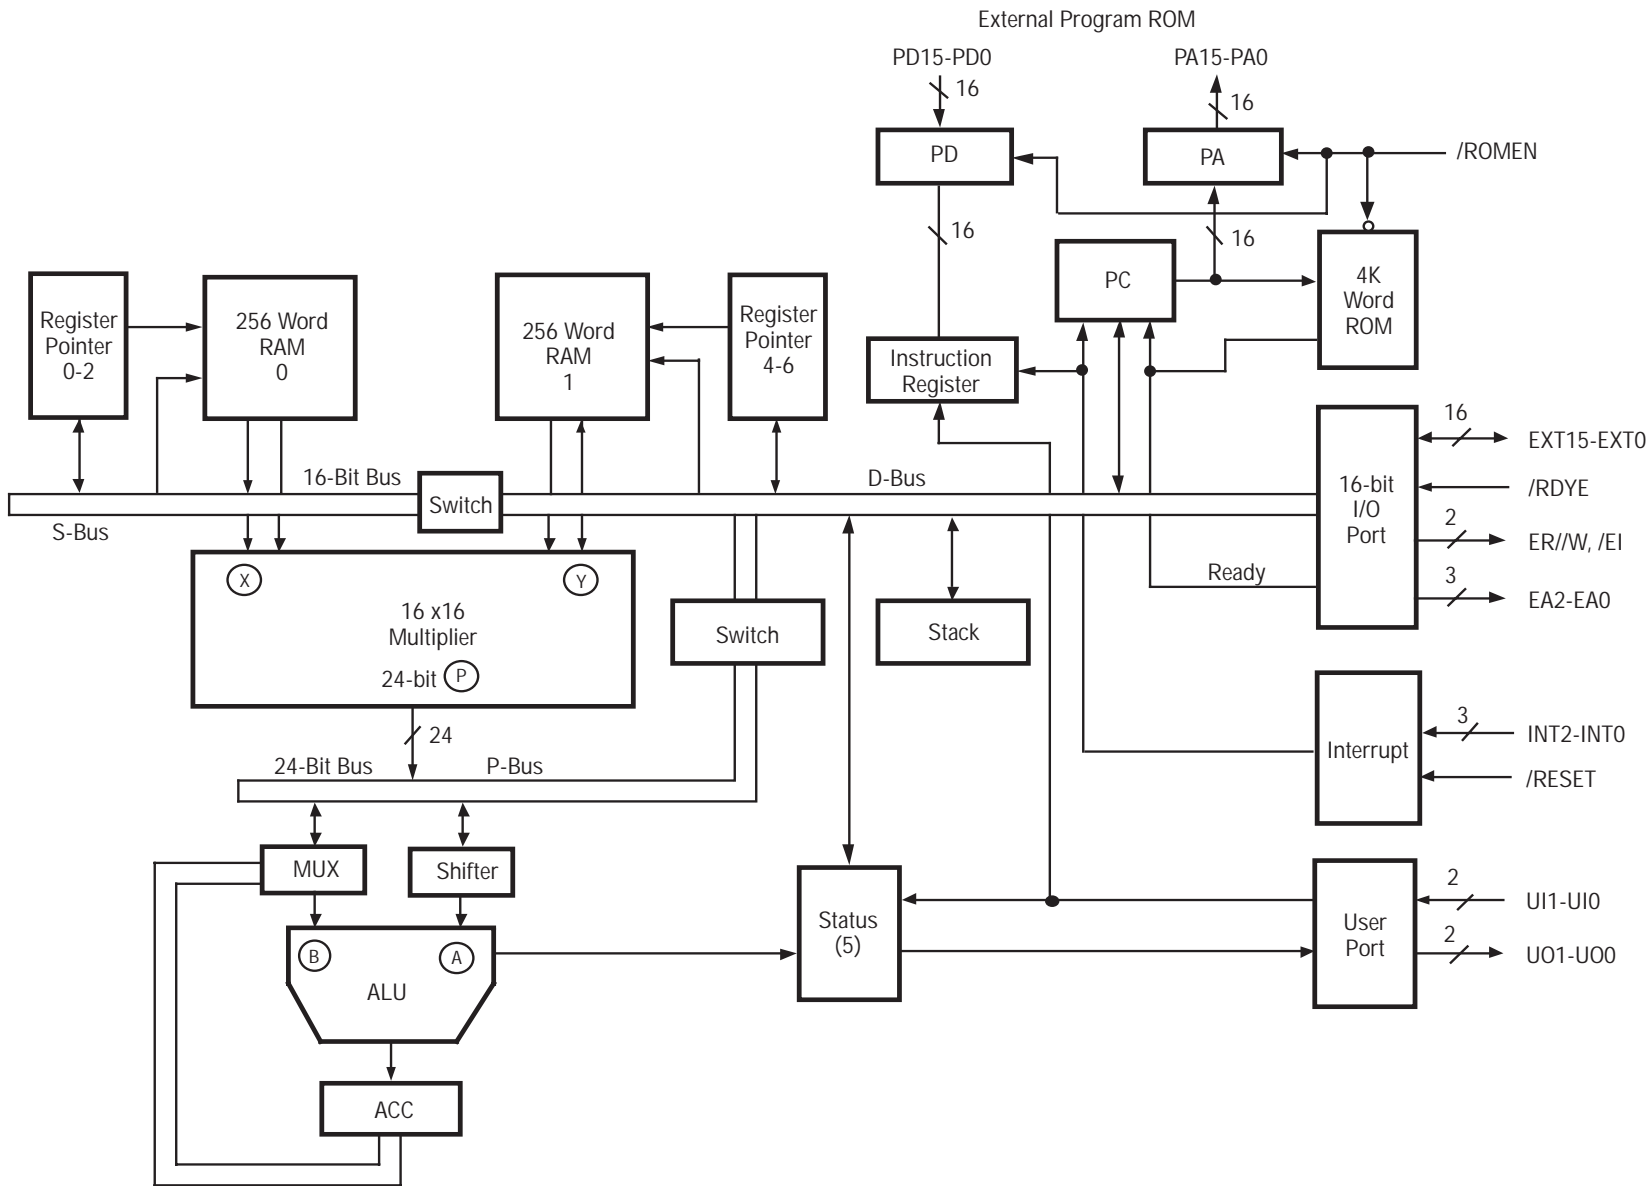 External Program ROM
PD15-PD0
PA15-PA0
16
16
PD
PA
/ROMEN
16
16
PC
4K
Word
ROM
Register
Pointer
0-2
256 Word
RAM
0
256 Word
RAM
1
Register
Pointer
4-6
Instruction
Register
16-Bit Bus
Switch
D-Bus
S-Bus
16-bit
I/O
Port
16
EXT15-EXT0
/RDYE
2
ER//W, /EI
3
EA2-EA0
Ready
X
Y
16 x16
Multiplier
24-bit
P
Switch
Stack
24
24-Bit Bus
P-Bus
Interrupt
3
INT2-INT0
/RESET
MUX
Shifter
B
A
ALU
ACC
Status
(5)
User
Port
2
UI1-UI0
2
UO1-UO0